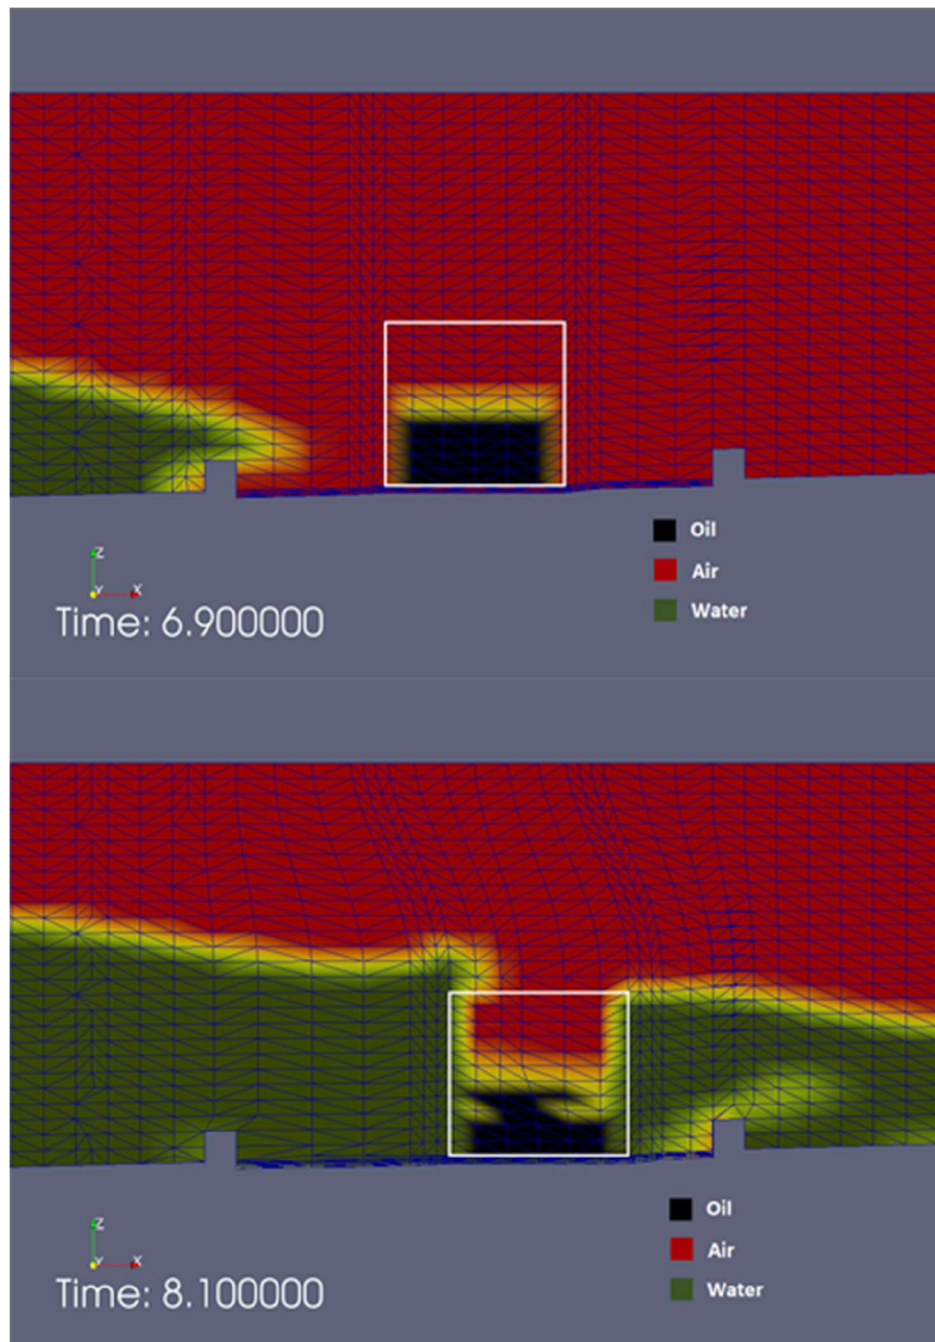 Oil
Z
Air
Y X
Water
Time: 6.900000
Oil
Z
Air
Y X
Water
Time: 8.100000